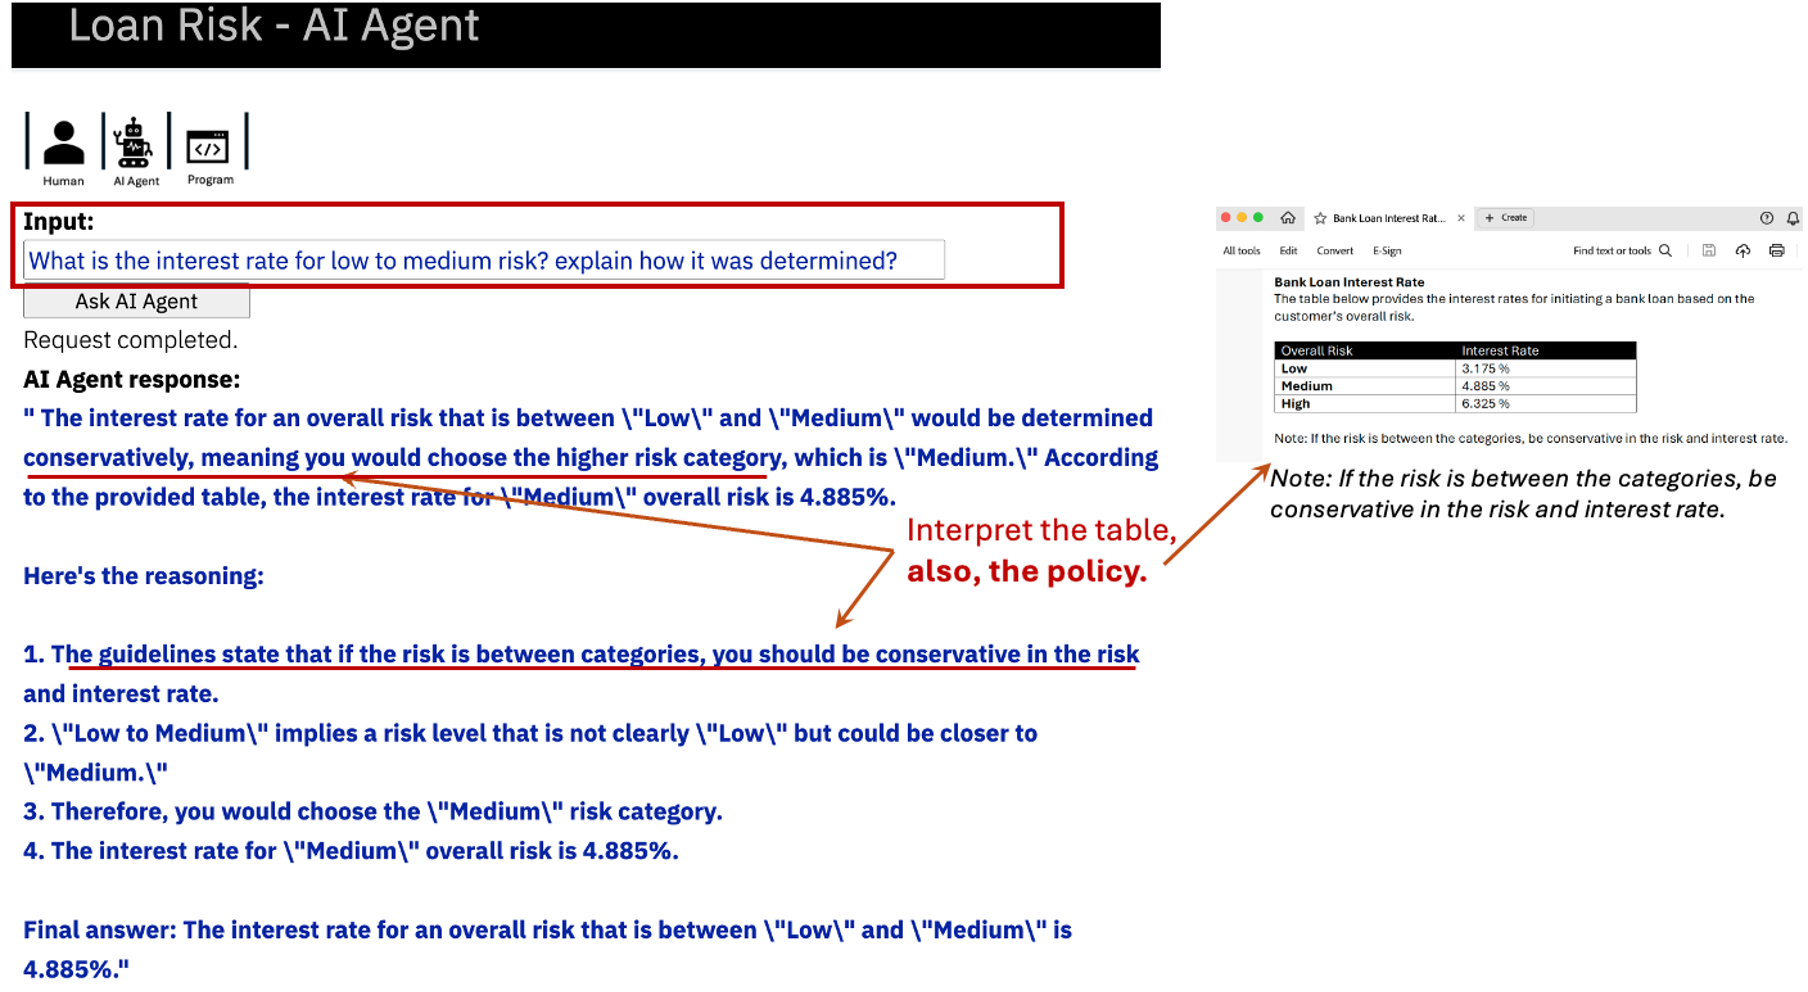 Loan Risk - AI Agent
Human
AI Agent
Program
Input:
What is the interest rate for low to medium risk? explain how it was determined?
Ask AI Agent
Request completed.
AI Agent response:
" The interest rate for an overall risk that is between \"Low\" and \"Medium\" would be determined
conservatively, meaning you would choose the higher risk category, which is \"Medium.\" According
to the provided table, the interest rate for \"Medium\" overall risk is 4.885%.
Here's the reasoning:
1. The guidelines state that if the risk is between categories, you should be conservative in the risk
and interest rate.
2. \"Low to Medium\" implies a risk level that is not clearly \"Low\" but could be closer to
\"Medium.\"
3. Therefore, you would choose the \"Medium\" risk category.
4. The interest rate for \"Medium\" overall risk is 4.885%.
Final answer: The interest rate for an overall risk that is between \"Low\" and \"Medium\" is
4.885%."
Interpret the table,
also, the policy.
Bank Loan Interest Rat...
+ Create
All tools Edit Convert E-Sign
Find text or tools
Bank Loan Interest Rate
The table below provides the interest rates for initiating a bank loan based on the
customer's overall risk.
Overall Risk Interest Rate
Low 3.175 %
Medium 4.885 %
High 6.325 %
Note: If the risk is between the categories, be conservative in the risk and interest rate.
Note: If the risk is between the categories, be
conservative in the risk and interest rate.